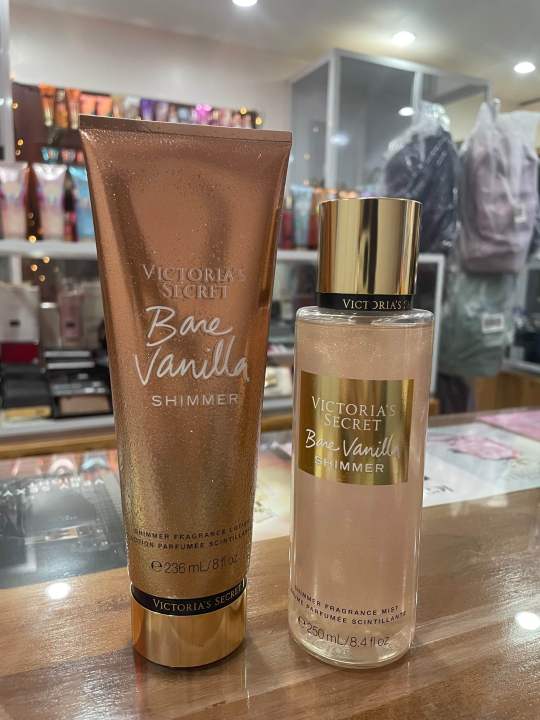 VICTORIA'S
SECRET
Bare
Vanilla
SHIMMER
SHIMMER FRAGRANCE LOTION
LOTION PARFUMÉE SCINTILLANTE
℮ 236 mL/8 fl oz
VICTORIA'S SECRET
VICTORIA'S
VICTORIA'S
SECRET
Bare Vanilla
SHIMMER
SHIMMER FRAGRANCE MIST
BRUME PARFUMÉE SCINTILLANTE
℮ 250 mL/8.4 fl oz